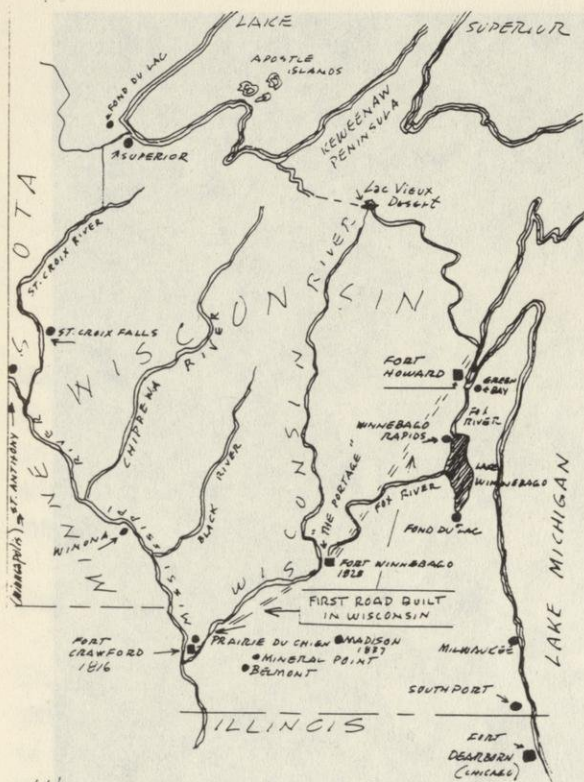 LAKE
SUPERIOR
APOSTLE
ISLANDS
FOND DU LAC
SUPERIOR
KEWEENAW
PENINSULA
LAC VIEUX
DESERT
ST. CROIX RIVER
ST. CROIX FALLS
MINNESOTA
WISCONSIN
CHIPPEWA
RIVER
WISCONSIN RIVER
BLACK
RIVER
FORT
HOWARD
GREEN
BAY
FOX
RIVER
WINNEBAGO
RAPIDS
LAKE
WINNEBAGO
FOX RIVER
FOND DU LAC
"THE PORTAGE"
FORT WINNEBAGO
1828
ST. ANTHONY
(MINNEAPOLIS)
MISSISSIPPI
RIVER
WINONA
FIRST ROAD BUILT
IN WISCONSIN
LAKE MICHIGAN
FORT
CRAWFORD
1816
PRAIRIE DU CHIEN
MADISON
1837
MINERAL POINT
BELMONT
MILWAUKEE
SOUTHPORT
ILLINOIS
FORT
DEARBORN
(CHICAGO)